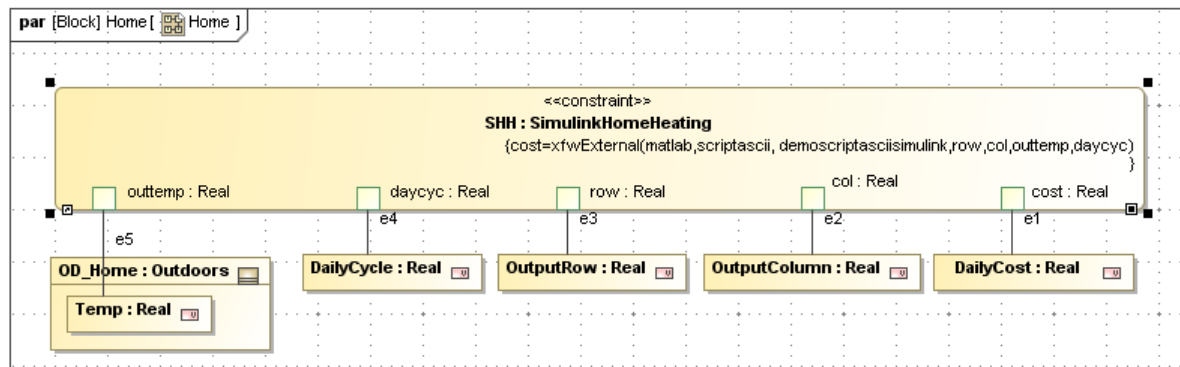 par [Block] Home [ Home ]
<<constraint>>
SHH : SimulinkHomeHeating
{cost=xfwExternal(matlab,scriptascii, demoscriptasciisimulink,row,col,outtemp,daycyc)
}
outtemp : Real
daycyc : Real
row : Real
col : Real
cost : Real
e5
e4
e3
e2
e1
OD_Home : Outdoors
Temp : Real
DailyCycle : Real
OutputRow : Real
OutputColumn : Real
DailyCost : Real